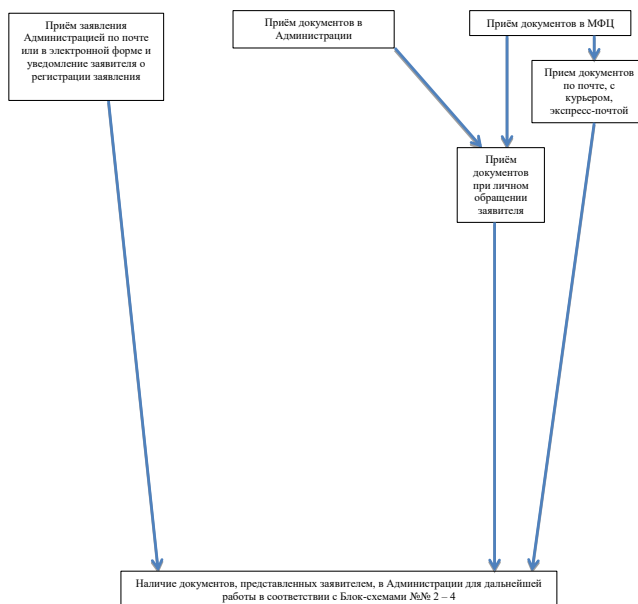 Приём заявления
Администрацией по почте
или в электронной форме и
уведомление заявителя о
регистрации заявления
Приём документов в
Администрации
Приём документов в МФЦ
Прием документов
по почте, с
курьером,
экспресс-почтой
Приём
документов
при личном
обращении
заявителя
Наличие документов, представленных заявителем, в Администрации для дальнейшей
работы в соответствии с Блок-схемами №№ 2 – 4